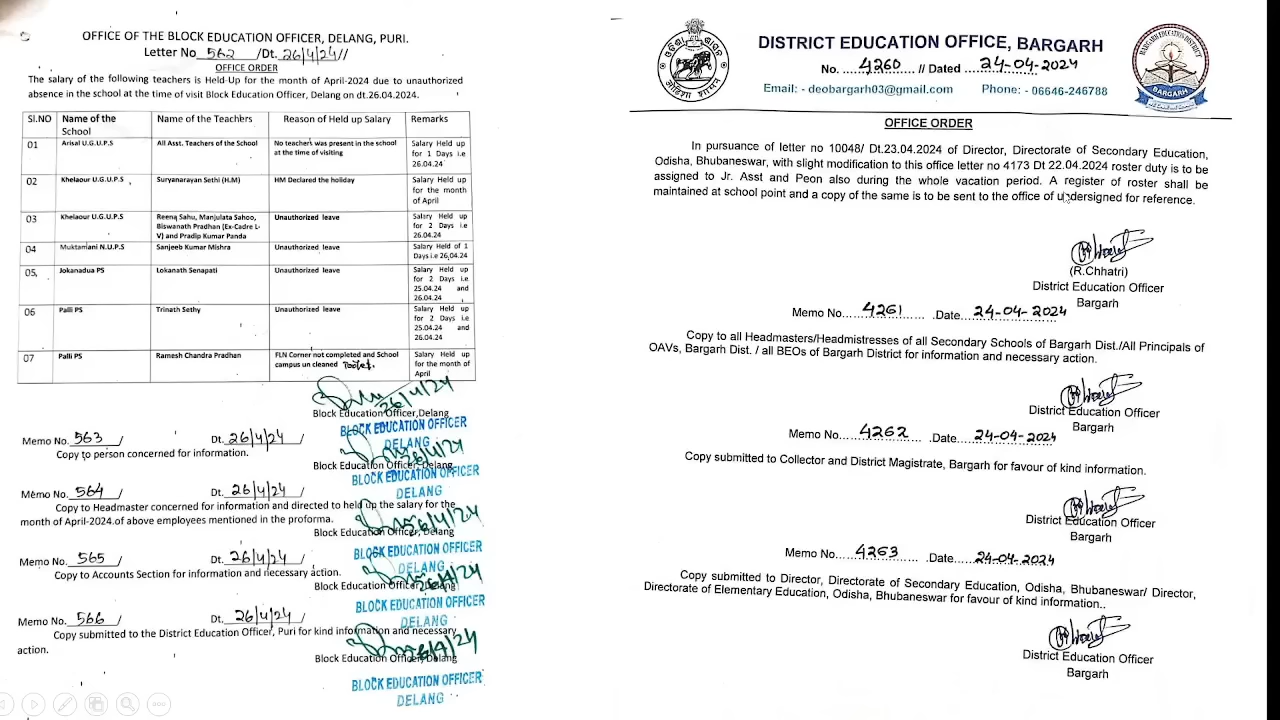 OFFICE OF THE BLOCK EDUCATION OFFICER, DELANG, PURI.
Letter No 562 /Dt. 26/4/24//
OFFICE ORDER
The salary of the following teachers is Held-Up for the month of April-2024 due to unauthorized
absence in the school at the time of visit Block Education Officer, Delang on dt.26.04.2024.
Sl.NO Name of the School Name of the Teachers Reason of Held up Salary Remarks
01 Arisal U.G.U.P.S All Asst. Teachers of the School No teachers was present in the school at the time of visiting Salary Held up for 1 Days i.e 26.04.24
02 Khelaour U.G.U.P.S Suryanarayan Sethi (H.M) HM Declared the holiday Salary Held up for the month of April
03 Khelaour U.G.U.P.S Reena Sahu, Manjulata Sahoo, Biswanath Pradhan (Ex-Cadre L-V) and Pradip Kumar Panda Unauthorized leave Salary Held up for 2 Days i.e 26.04.24
04 Muktamani N.U.P.S Sanjeeb Kumar Mishra Unauthorized leave Salary Held of 1 Days i.e 26.04.24
05, Jokanadua PS Lokanath Senapati Unauthorized leave Salary Held up for 2 Days i.e 25.04.24 and 26.04.24
06 Palli PS Trinath Sethy Unauthorized leave Salary Held up for 2 Days i.e 25.04.24 and 26.04.24
07 Palli PS Ramesh Chandra Pradhan FLN Corner not completed and School campus un cleaned Salary Held up for the month of April
26/4/24
Block Education Officer,Delang
BLOCK EDUCATION OFFICER
DELANG
Memo No. 563 / Dt. 26/4/24 /
Copy to person concerned for information.
26/4/24
Block Education Officer, Delang
BLOCK EDUCATION OFFICER
DELANG
Memo No. 564 / Dt. 26/4/24 /
Copy to Headmaster concerned for information and directed to held up the salary for the
month of April-2024.of above employees mentioned in the proforma.
26/4/24
Block Education Officer, Delang
BLOCK EDUCATION OFFICER
DELANG
Memo No. 565 / Dt. 26/4/24 /
Copy to Accounts Section for information and necessary action.
26/4/24
Block Education Officer, Delang
BLOCK EDUCATION OFFICER
DELANG
Memo No. 566 / Dt. 26/4/24 /
Copy submitted to the District Education Officer, Puri for kind information and necessary
action.
26/4/24
Block Education Officer, Delang
BLOCK EDUCATION OFFICER
DELANG
DISTRICT EDUCATION OFFICE, BARGARH
No. 4260 // Dated 24-04-2024
Email: - deobargarh03@gmail.com Phone: - 06646-246788
BARGARH
OFFICE ORDER
In pursuance of letter no 10048/ Dt.23.04.2024 of Director, Directorate of Secondary Education,
Odisha, Bhubaneswar, with slight modification to this office letter no 4173 Dt 22.04.2024 roster duty is to be
assigned to Jr. Asst and Peon also during the whole vacation period. A register of roster shall be
maintained at school point and a copy of the same is to be sent to the office of undersigned for reference.
(R.Chhatri)
District Education Officer
Bargarh
Memo No...4261....Date...24-04-2024
Copy to all Headmasters/Headmistresses of all Secondary Schools of Bargarh Dist./All Principals of
OAVs, Bargarh Dist. / all BEOs of Bargarh District for information and necessary action.
District Education Officer
Bargarh
Memo No...4262....Date...24-04-2024
Copy submitted to Collector and District Magistrate, Bargarh for favour of kind information.
District Education Officer
Bargarh
Memo No...4263....Date...24-04-2024
Copy submitted to Director, Directorate of Secondary Education, Odisha, Bhubaneswar/ Director,
Directorate of Elementary Education, Odisha, Bhubaneswar for favour of kind information..
District Education Officer
Bargarh